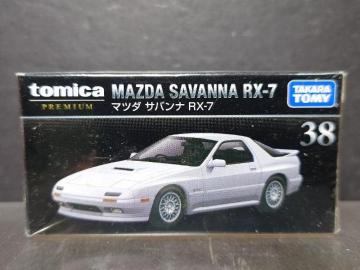 tomica MAZDA SAVANNA RX-7
PREMIUM マツダ サバンナ RX-7
TAKARA
TOMY
38